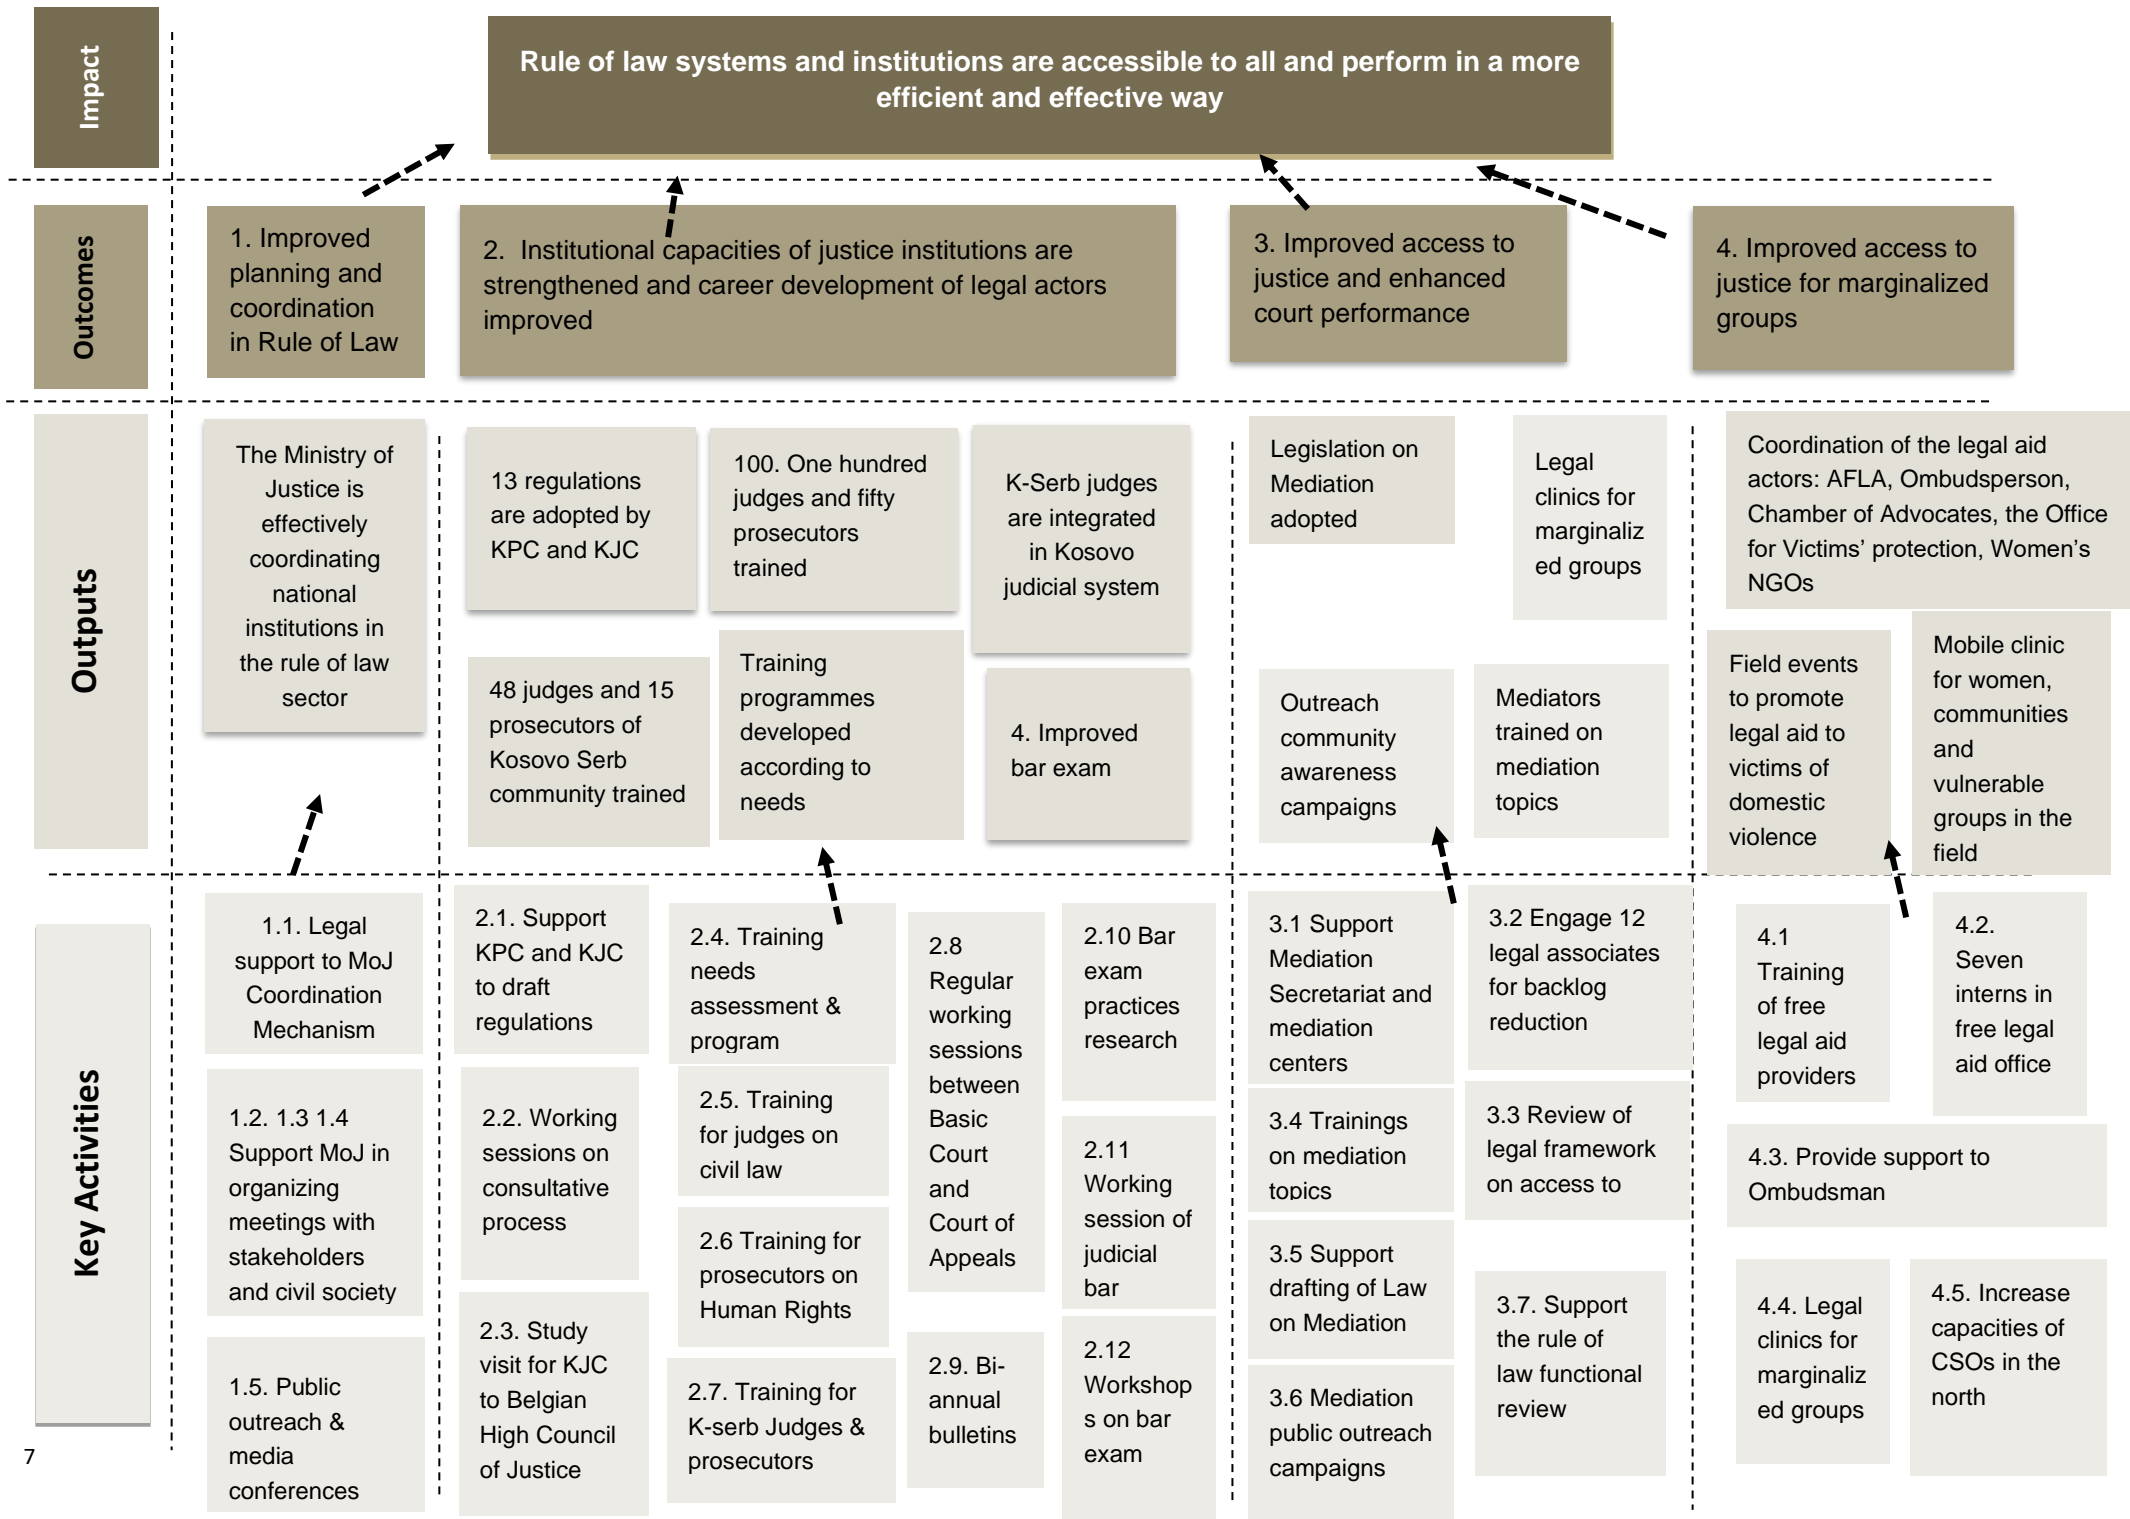 Impact
Rule of law systems and institutions are accessible to all and perform in a more
efficient and effective way
Outcomes
1. Improved
planning and
coordination
in Rule of Law
2. Institutional capacities of justice institutions are
strengthened and career development of legal actors
improved
3. Improved access to
justice and enhanced
court performance
4. Improved access to
justice for marginalized
groups
Outputs
The Ministry of
Justice is
effectively
coordinating
national
institutions in
the rule of law
sector
13 regulations
are adopted by
KPC and KJC
100. One hundred
judges and fifty
prosecutors
trained
K-Serb judges
are integrated
in Kosovo
judicial system
48 judges and 15
prosecutors of
Kosovo Serb
community trained
Training
programmes
developed
according to
needs
4. Improved
bar exam
Legislation on
Mediation
adopted
Legal
clinics for
marginaliz
ed groups
Outreach
community
awareness
campaigns
Mediators
trained on
mediation
topics
Coordination of the legal aid
actors: AFLA, Ombudsperson,
Chamber of Advocates, the Office
for Victims’ protection, Women’s
NGOs
Field events
to promote
legal aid to
victims of
domestic
violence
Mobile clinic
for women,
communities
and
vulnerable
groups in the
field
Key Activities
1.1. Legal
support to MoJ
Coordination
Mechanism
1.2. 1.3 1.4
Support MoJ in
organizing
meetings with
stakeholders
and civil society
1.5. Public
outreach &
media
conferences
2.1. Support
KPC and KJC
to draft
regulations
2.2. Working
sessions on
consultative
process
2.3. Study
visit for KJC
to Belgian
High Council
of Justice
2.4. Training
needs
assessment &
program
2.5. Training
for judges on
civil law
2.6 Training for
prosecutors on
Human Rights
2.7. Training for
K-serb Judges &
prosecutors
2.8
Regular
working
sessions
between
Basic
Court
and
Court of
Appeals
2.9. Bi-
annual
bulletins
2.10 Bar
exam
practices
research
2.11
Working
session of
judicial
bar
2.12
Workshop
s on bar
exam
3.1 Support
Mediation
Secretariat and
mediation
centers
3.2 Engage 12
legal associates
for backlog
reduction
3.4 Trainings
on mediation
topics
3.3 Review of
legal framework
on access to
3.5 Support
drafting of Law
on Mediation
3.6 Mediation
public outreach
campaigns
3.7. Support
the rule of
law functional
review
4.1
Training
of free
legal aid
providers
4.2.
Seven
interns in
free legal
aid office
4.3. Provide support to
Ombudsman
4.4. Legal
clinics for
marginaliz
ed groups
4.5. Increase
capacities of
CSOs in the
north
7